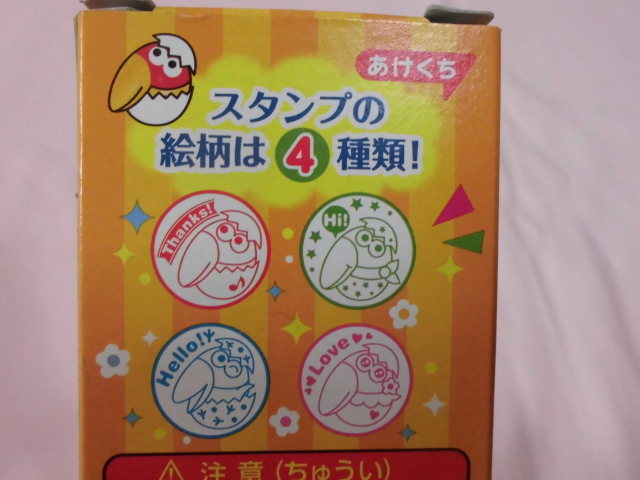 あけくち
スタンプの
絵柄は4種類!
Thanks!
Hi!
Hello!
Love
注意(ちゅうい)